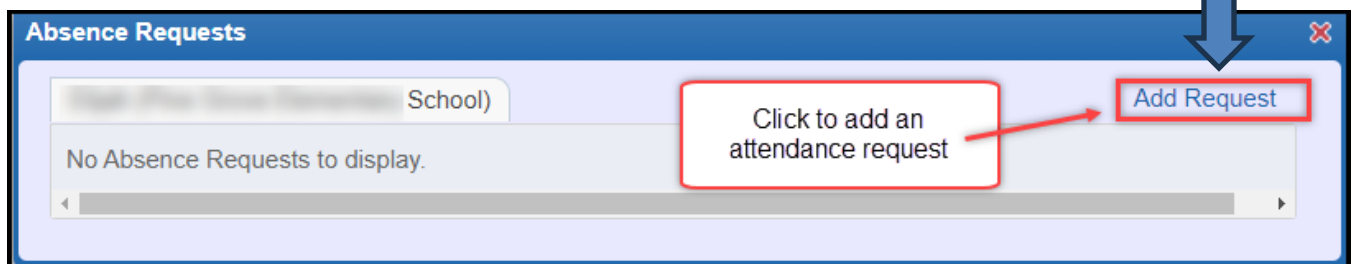 Absence Requests
School)
Add Request
Click to add an
attendance request
No Absence Requests to display.